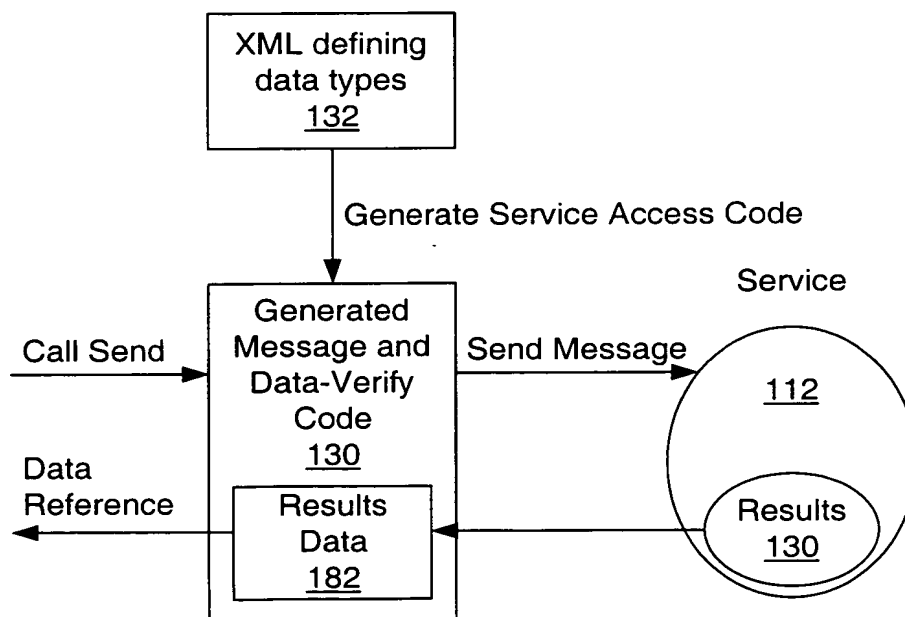 XML defining
data types
132
Generate Service Access Code
Service
Generated
Message and
Data-Verify
Code
130
Call Send
Send Message
112
Data
Reference
Results
Data
182
Results
130